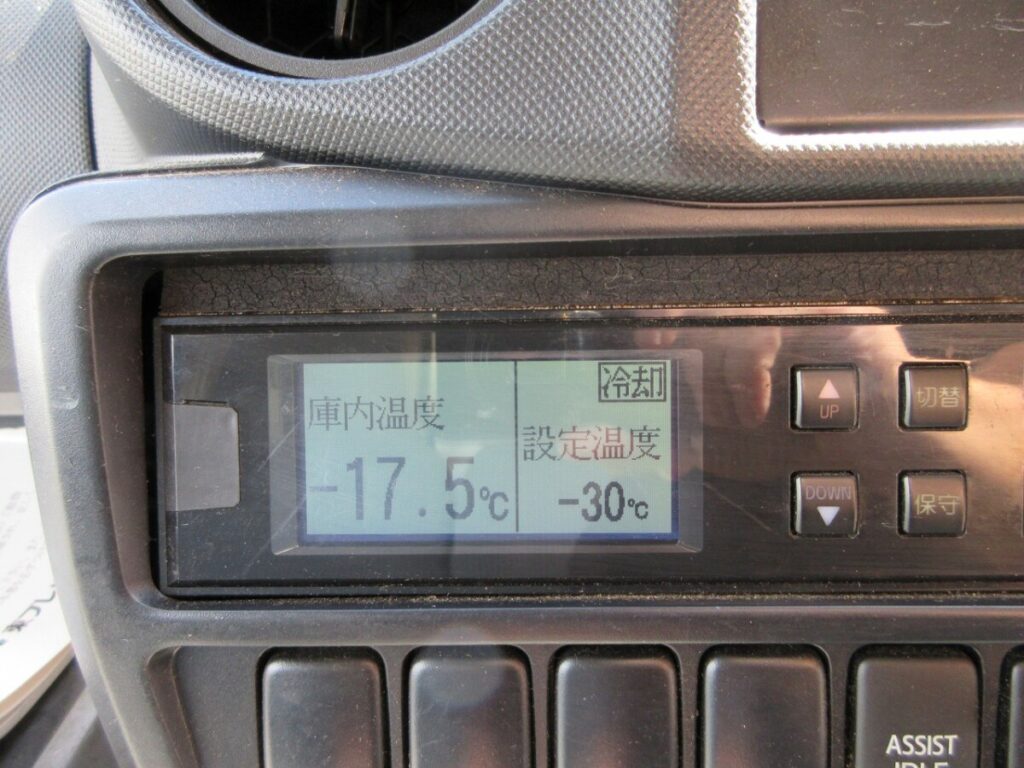 冷却
庫内温度
-17.5℃
設定温度
-30℃
UP
切替
DOWN
保守
ASSIST
IDLE